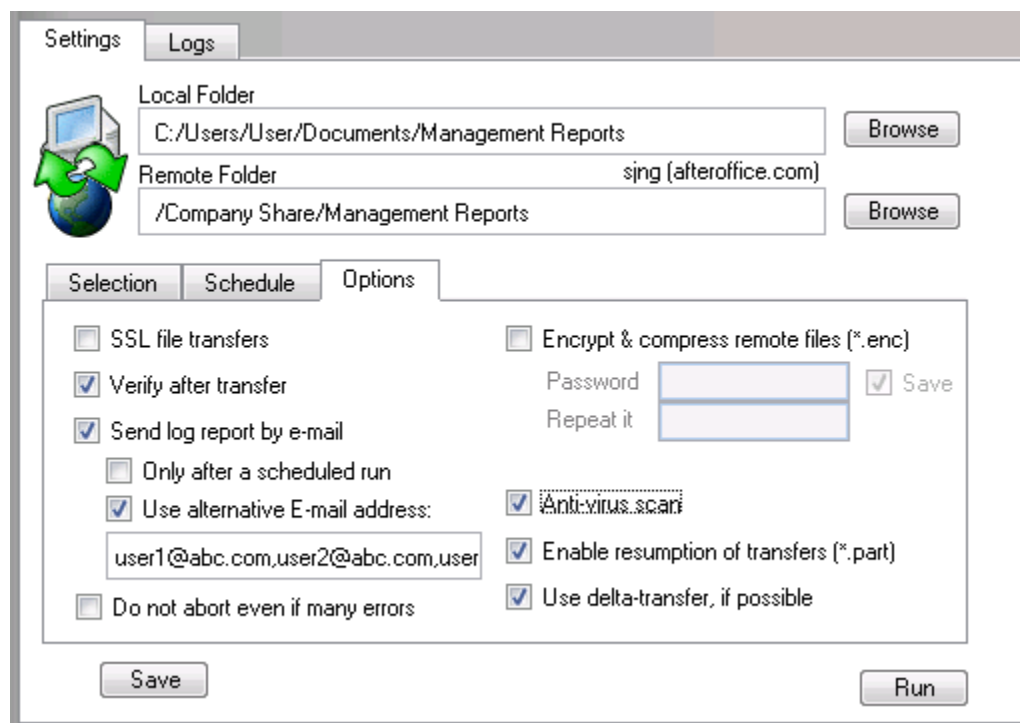 Settings
Logs
Local Folder
C:/Users/User/Documents/Management Reports
Browse
Remote Folder
sjng (afteroffice.com)
/Company Share/Management Reports
Browse
Selection
Schedule
Options
SSL file transfers
Verify after transfer
Send log report by e-mail
Only after a scheduled run
Use alternative E-mail address:
user1@abc.com,user2@abc.com,user
Do not abort even if many errors
Encrypt & compress remote files (*.enc)
Password
Save
Repeat it
Anti-virus scan
Enable resumption of transfers (*.part)
Use delta-transfer, if possible
Save
Run